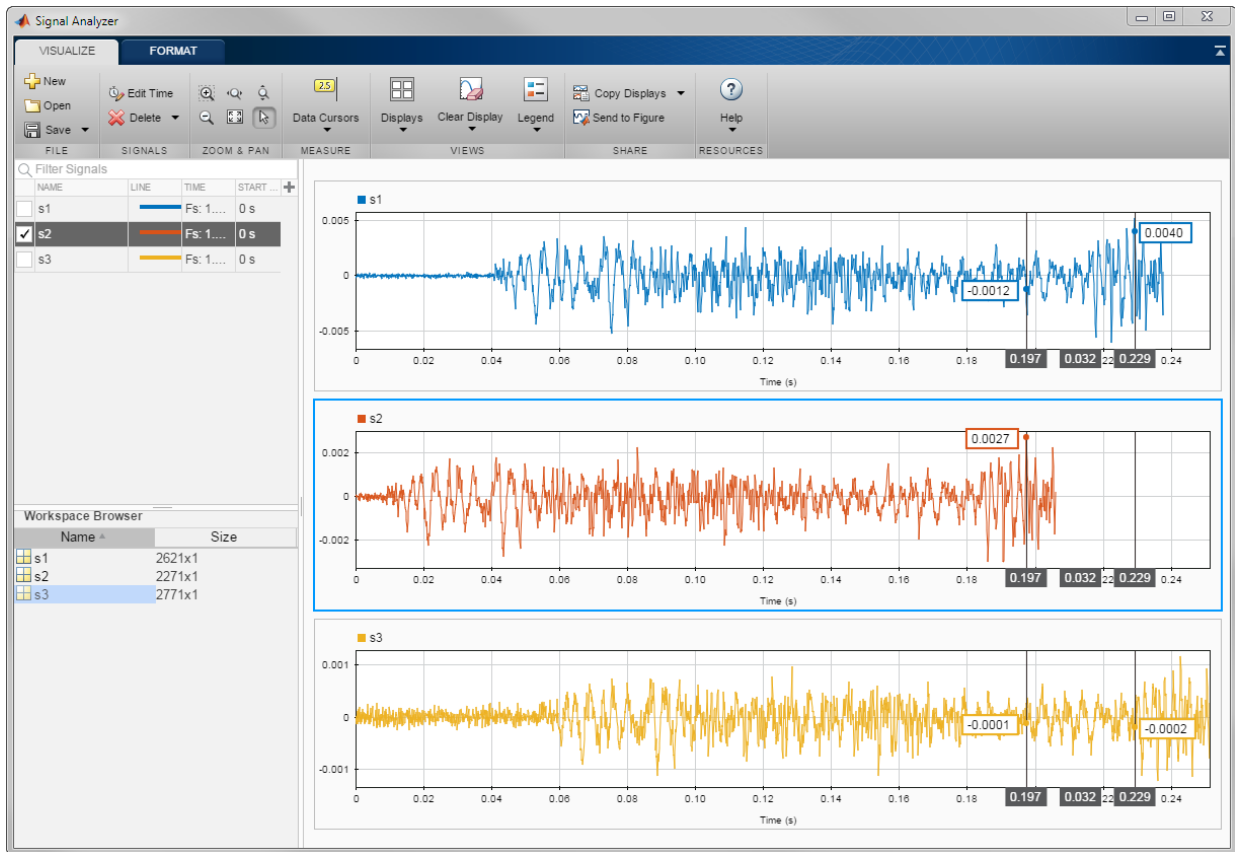 Signal Analyzer
VISUALIZE FORMAT
New
Open
Save
Edit Time
Delete
2.5
Data Cursors
Displays
Clear Display
Legend
Copy Displays
Send to Figure
?
Help
FILE SIGNALS ZOOM & PAN MEASURE VIEWS SHARE RESOURCES
Filter Signals
NAME LINE TIME START ...
s1 Fs: 1.... 0 s
s2 Fs: 1.... 0 s
s3 Fs: 1.... 0 s
Workspace Browser
Name Size
s1 2621x1
s2 2271x1
s3 2771x1
s1
0.005
0
-0.005
0.0040
-0.0012
0 0.02 0.04 0.06 0.08 0.10 0.12 0.14 0.16 0.18 0.197 0.032 22 0.229 0.24
Time (s)
s2
0.002
0
-0.002
0.0027
0 0.02 0.04 0.06 0.08 0.10 0.12 0.14 0.16 0.18 0.197 0.032 22 0.229 0.24
Time (s)
s3
0.001
0
-0.001
-0.0001
-0.0002
0 0.02 0.04 0.06 0.08 0.10 0.12 0.14 0.16 0.18 0.197 0.032 22 0.229 0.24
Time (s)